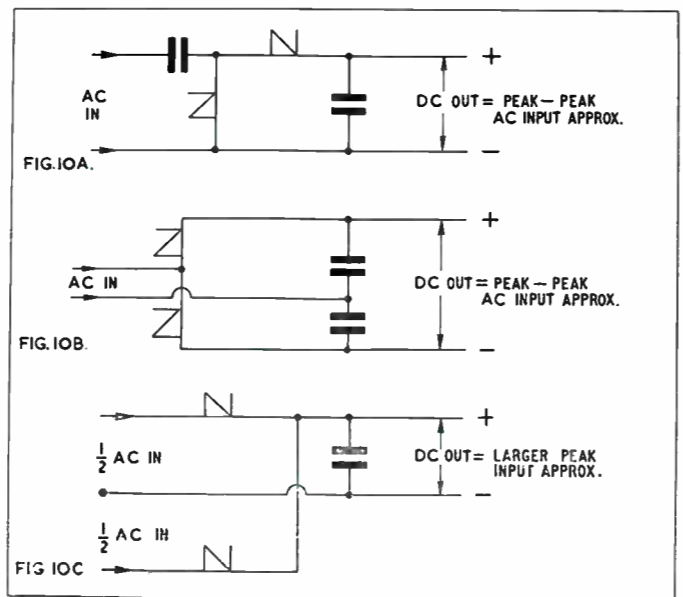 +
AC
IN
DC OUT = PEAK – PEAK
AC INPUT APPROX.
–
FIG.10A.
+
AC IN
DC OUT = PEAK – PEAK
AC INPUT APPROX.
FIG.10B.
–
+
½ AC IN
DC OUT = LARGER PEAK
INPUT APPROX.
–
½ AC IN
FIG 10C